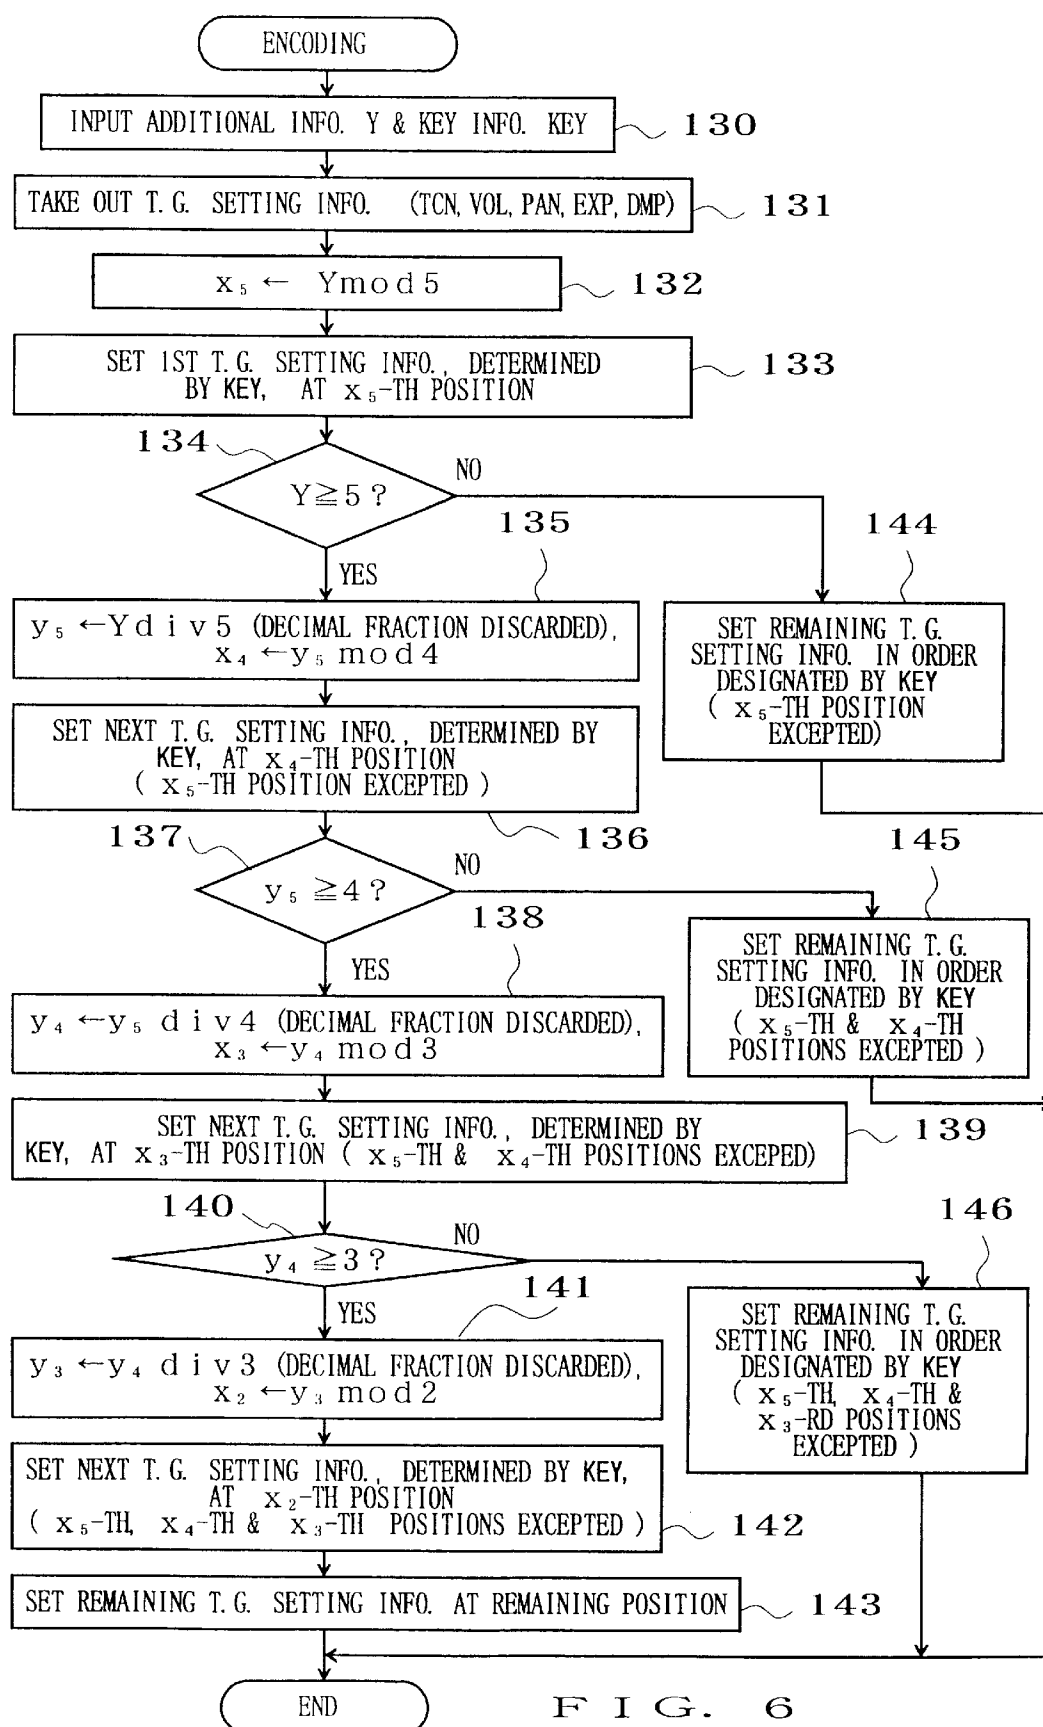 ENCODING
INPUT ADDITIONAL INFO. Y & KEY INFO. KEY
130
TAKE OUT T.G. SETTING INFO. (TCN, VOL, PAN, EXP, DMP)
131
x₅ ← Ymod5
132
SET 1ST T.G. SETTING INFO., DETERMINED
BY KEY, AT x₅-TH POSITION
133
134
Y≧5?
NO
YES
135
y₅ ←Ydiv5 (DECIMAL FRACTION DISCARDED),
x₄ ←y₅ mod4
144
SET REMAINING T.G.
SETTING INFO. IN ORDER
DESIGNATED BY KEY
( x₅-TH POSITION
EXCEPTED)
SET NEXT T.G. SETTING INFO., DETERMINED BY
KEY, AT x₄-TH POSITION
( x₅-TH POSITION EXCEPTED )
136
137
y₅ ≧4?
NO
YES
138
145
SET REMAINING T.G.
SETTING INFO. IN ORDER
DESIGNATED BY KEY
( x₅-TH & x₄-TH
POSITIONS EXCEPTED )
y₄ ←y₅ div4 (DECIMAL FRACTION DISCARDED),
x₃ ←y₄ mod3
SET NEXT T.G. SETTING INFO., DETERMINED BY
KEY, AT x₃-TH POSITION ( x₅-TH & x₄-TH POSITIONS EXCEPED)
139
140
y₄ ≧3?
NO
YES
141
146
SET REMAINING T.G.
SETTING INFO. IN ORDER
DESIGNATED BY KEY
( x₅-TH, x₄-TH &
x₃-RD POSITIONS
EXCEPTED )
y₃ ←y₄ div3 (DECIMAL FRACTION DISCARDED),
x₂ ←y₃ mod2
SET NEXT T.G. SETTING INFO., DETERMINED BY KEY,
AT x₂-TH POSITION
( x₅-TH, x₄-TH & x₃-TH POSITIONS EXCEPTED )
142
SET REMAINING T.G. SETTING INFO. AT REMAINING POSITION
143
END
FIG. 6